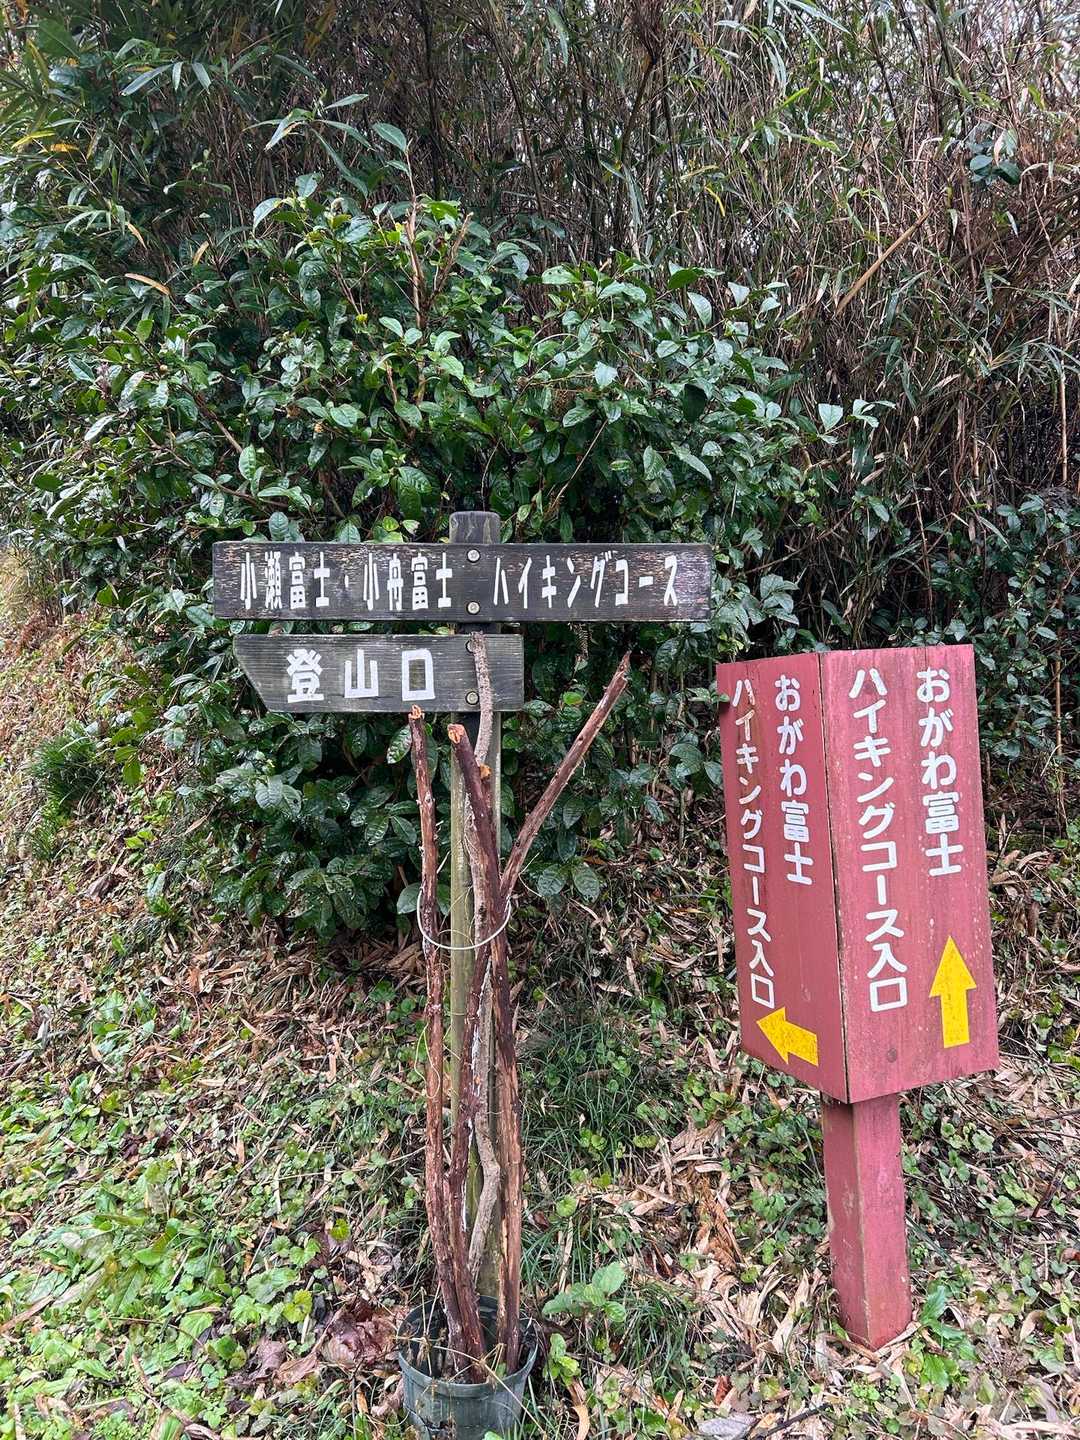 小瀬富士・小舟富士 ハイキングコース
登山口
おがわ富士
ハイキングコース入口
おがわ富士
ハイキングコース入口